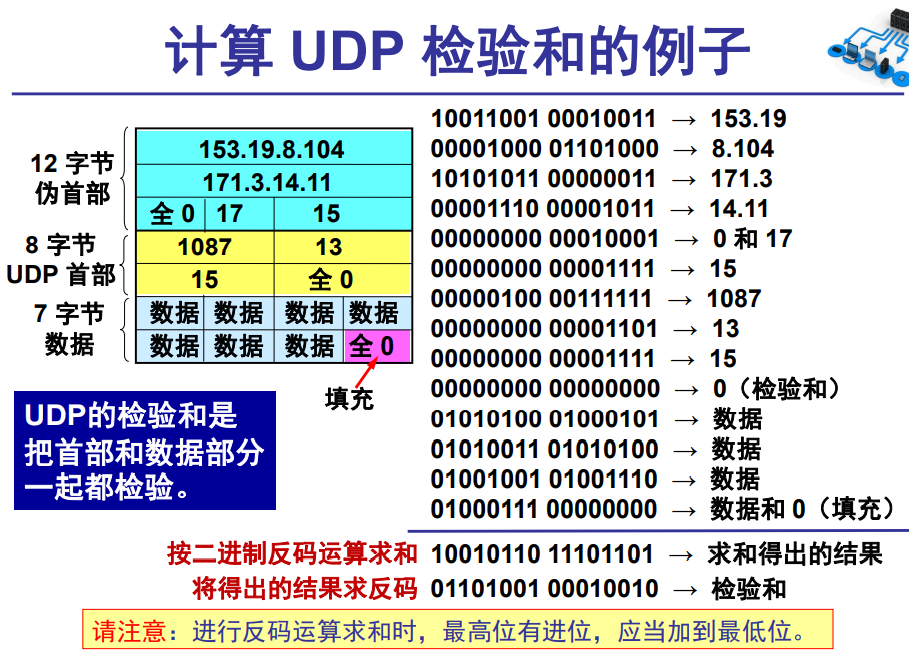 计算 UDP 检验和的例子
12 字节
伪首部
153.19.8.104
171.3.14.11
全 0 17 15
8 字节
UDP 首部
1087 13
15 全 0
7 字节
数据
数据 数据 数据 数据
数据 数据 数据 全 0
填充
UDP的检验和是
把首部和数据部分
一起都检验。
10011001 00010011 → 153.19
00001000 01101000 → 8.104
10101011 00000011 → 171.3
00001110 00001011 → 14.11
00000000 00010001 → 0 和 17
00000000 00001111 → 15
00000100 00111111 → 1087
00000000 00001101 → 13
00000000 00001111 → 15
00000000 00000000 → 0（检验和）
01010100 01000101 → 数据
01010011 01010100 → 数据
01001001 01001110 → 数据
01000111 00000000 → 数据和 0（填充）
按二进制反码运算求和 10010110 11101101 → 求和得出的结果
将得出的结果求反码 01101001 00010010 → 检验和
请注意：进行反码运算求和时，最高位有进位，应当加到最低位。